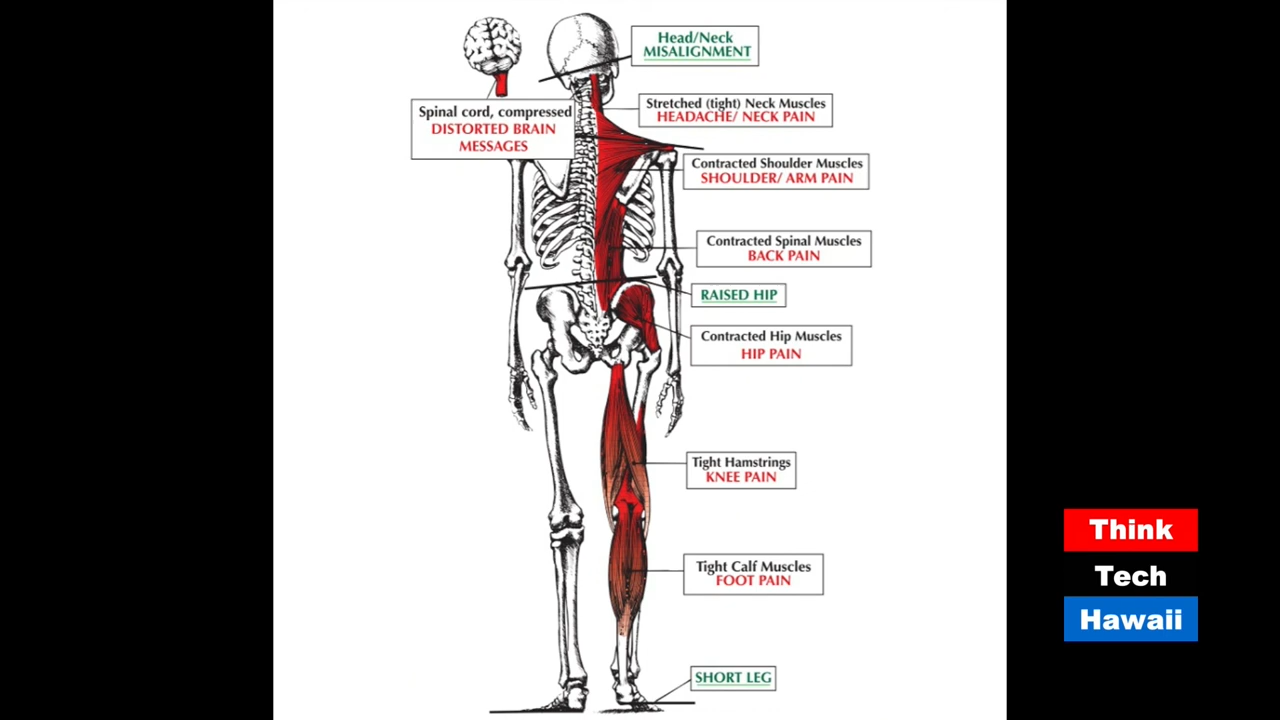 Head/Neck
MISALIGNMENT
Spinal cord, compressed
DISTORTED BRAIN
MESSAGES
Stretched (tight) Neck Muscles
HEADACHE/ NECK PAIN
Contracted Shoulder Muscles
SHOULDER/ ARM PAIN
Contracted Spinal Muscles
BACK PAIN
RAISED HIP
Contracted Hip Muscles
HIP PAIN
Tight Hamstrings
KNEE PAIN
Tight Calf Muscles
FOOT PAIN
SHORT LEG
Think
Tech
Hawaii